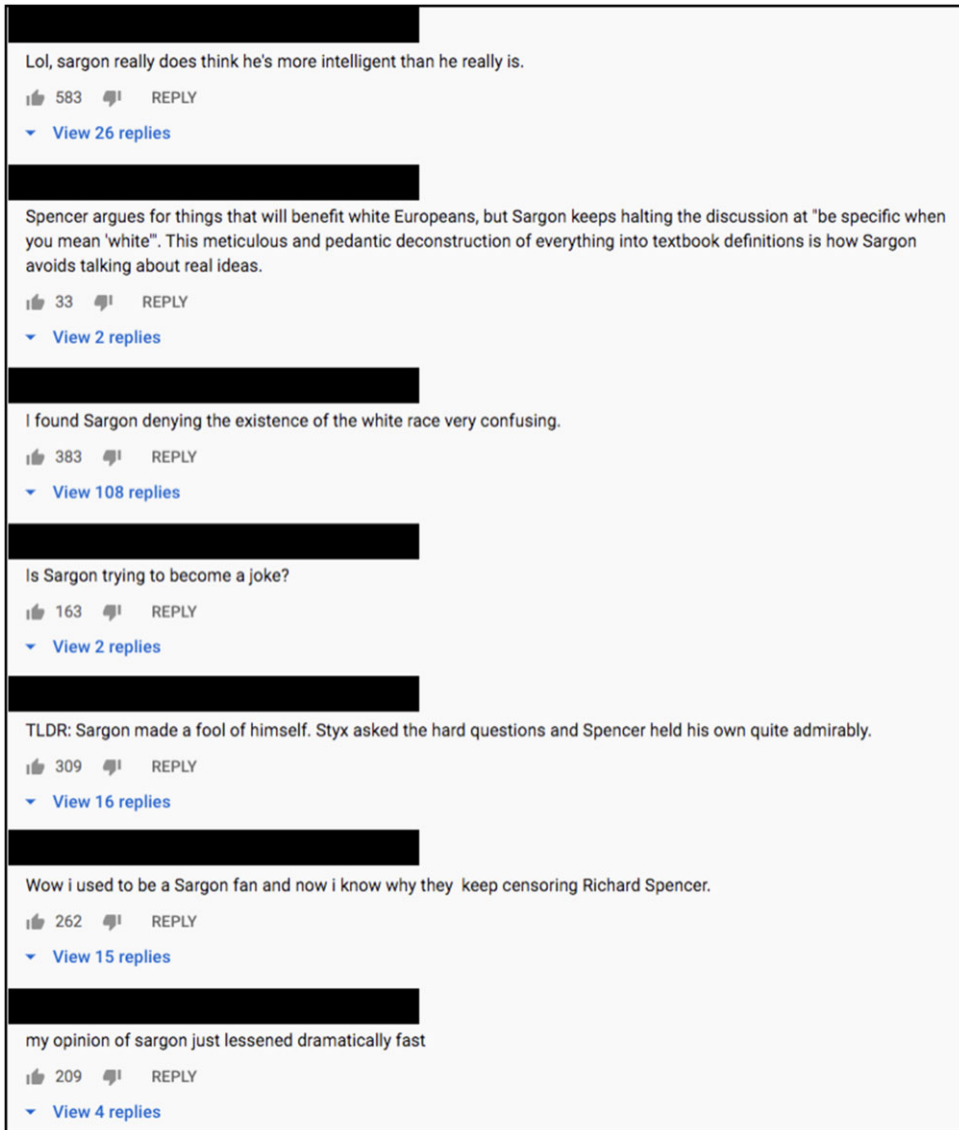 Lol, sargon really does think he's more intelligent than he really is.
583 REPLY
View 26 replies
Spencer argues for things that will benefit white Europeans, but Sargon keeps halting the discussion at "be specific when
you mean 'white'". This meticulous and pedantic deconstruction of everything into textbook definitions is how Sargon
avoids talking about real ideas.
33 REPLY
View 2 replies
I found Sargon denying the existence of the white race very confusing.
383 REPLY
View 108 replies
Is Sargon trying to become a joke?
163 REPLY
View 2 replies
TLDR: Sargon made a fool of himself. Styx asked the hard questions and Spencer held his own quite admirably.
309 REPLY
View 16 replies
Wow i used to be a Sargon fan and now i know why they  keep censoring Richard Spencer.
262 REPLY
View 15 replies
my opinion of sargon just lessened dramatically fast
209 REPLY
View 4 replies